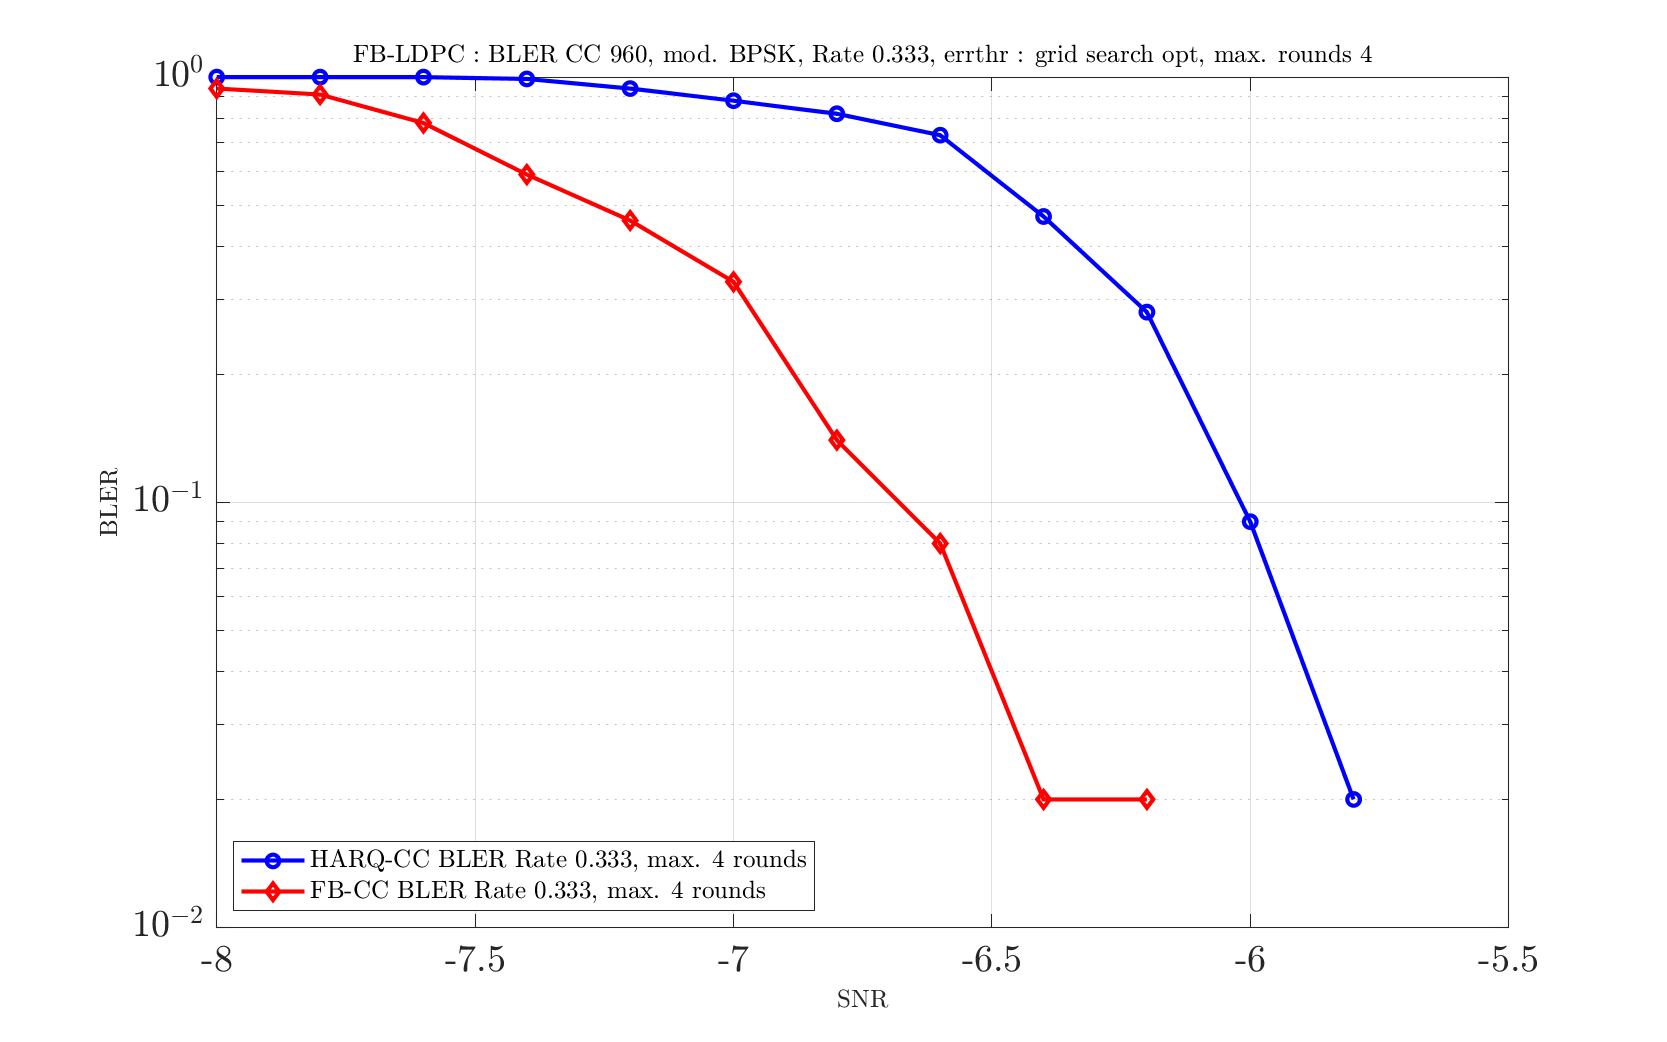 FB-LDPC : BLER CC 960, mod. BPSK, Rate 0.333, errthr : grid search opt, max. rounds 4
10^0
10^-1
10^-2
BLER
HARQ-CC BLER Rate 0.333, max. 4 rounds
FB-CC BLER Rate 0.333, max. 4 rounds
-8 -7.5 -7 -6.5 -6 -5.5
SNR